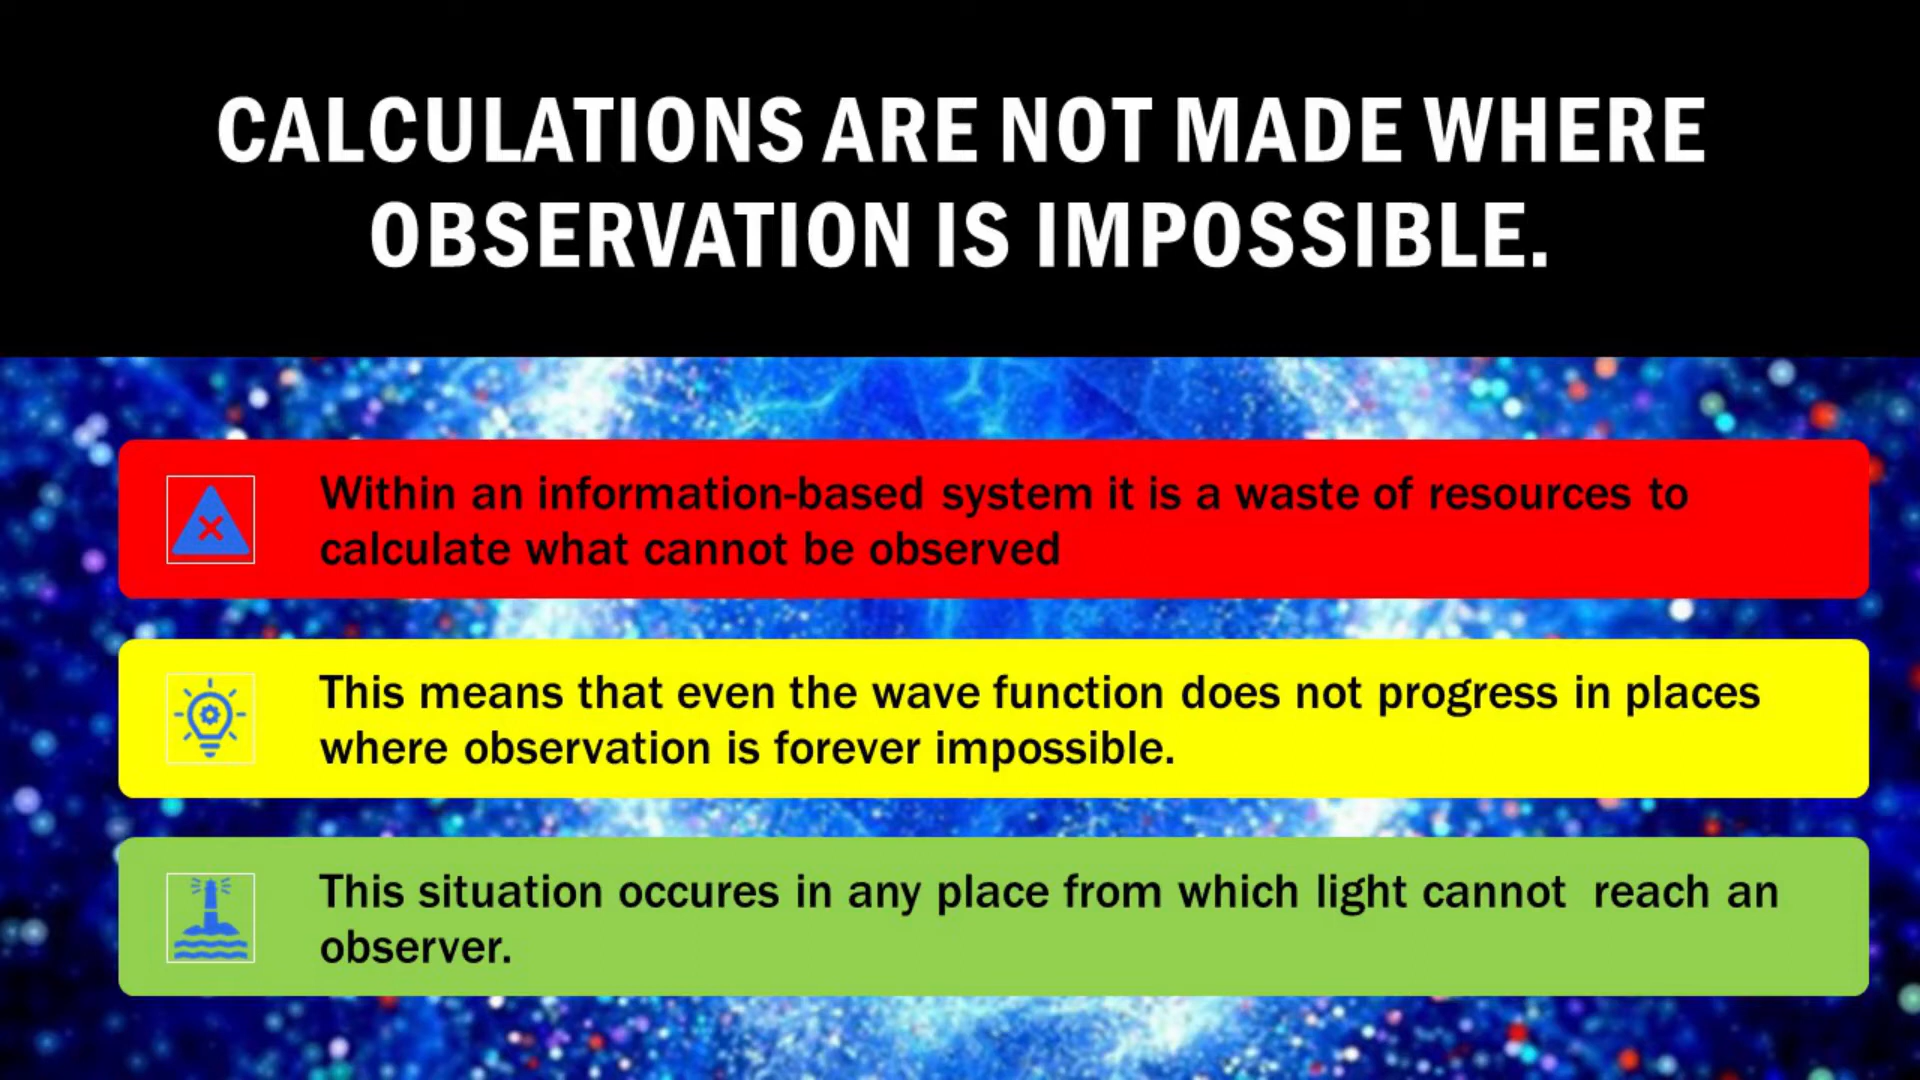 CALCULATIONS ARE NOT MADE WHERE
OBSERVATION IS IMPOSSIBLE.
Within an information-based system it is a waste of resources to
calculate what cannot be observed
This means that even the wave function does not progress in places
where observation is forever impossible.
This situation occures in any place from which light cannot  reach an
observer.